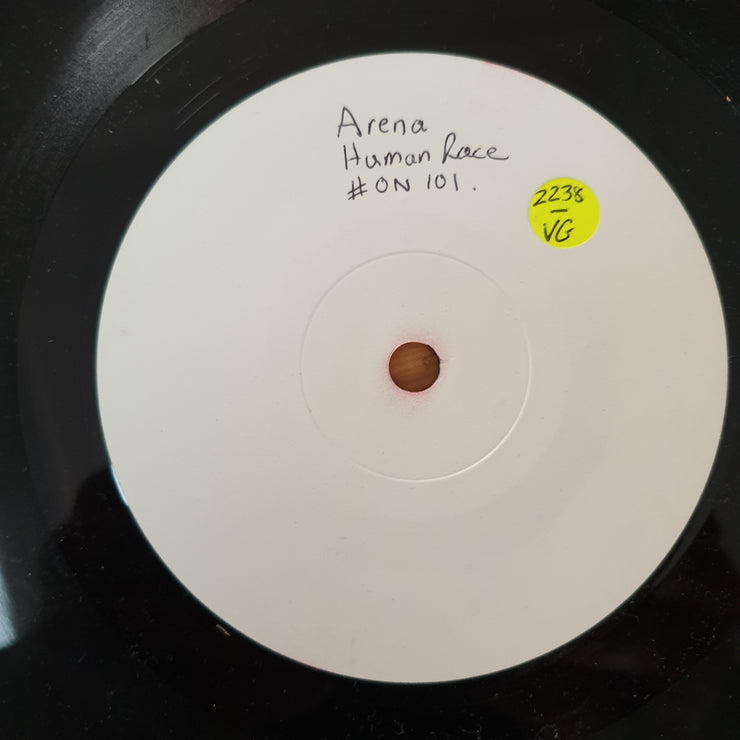 Arena
Human Race
#ON 101.
2238
VG